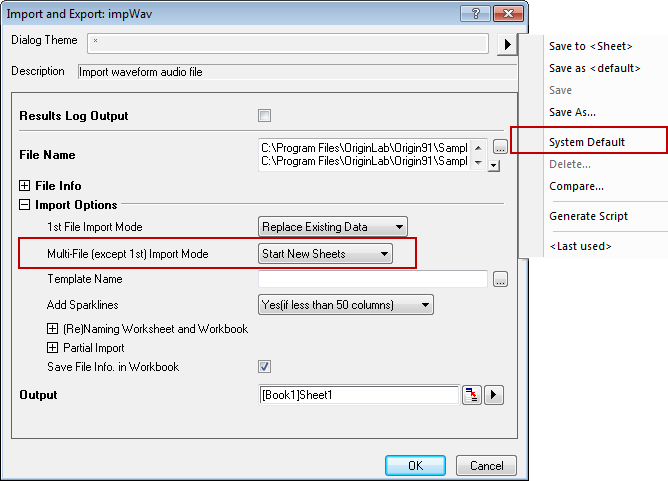 Import and Export: impWav
Dialog Theme *
Description Import waveform audio file
Results Log Output
File Name C:\Program Files\OriginLab\Origin91\Sampl
C:\Program Files\OriginLab\Origin91\Sampl
...
File Info
Import Options
1st File Import Mode Replace Existing Data
Multi-File (except 1st) Import Mode Start New Sheets
Template Name ...
Add Sparklines Yes(if less than 50 columns)
(Re)Naming Worksheet and Workbook
Partial Import
Save File Info. in Workbook
Output [Book1]Sheet1
OK Cancel
Save to <Sheet>
Save as <default>
Save
Save As...
System Default
Delete...
Compare...
Generate Script
<Last used>